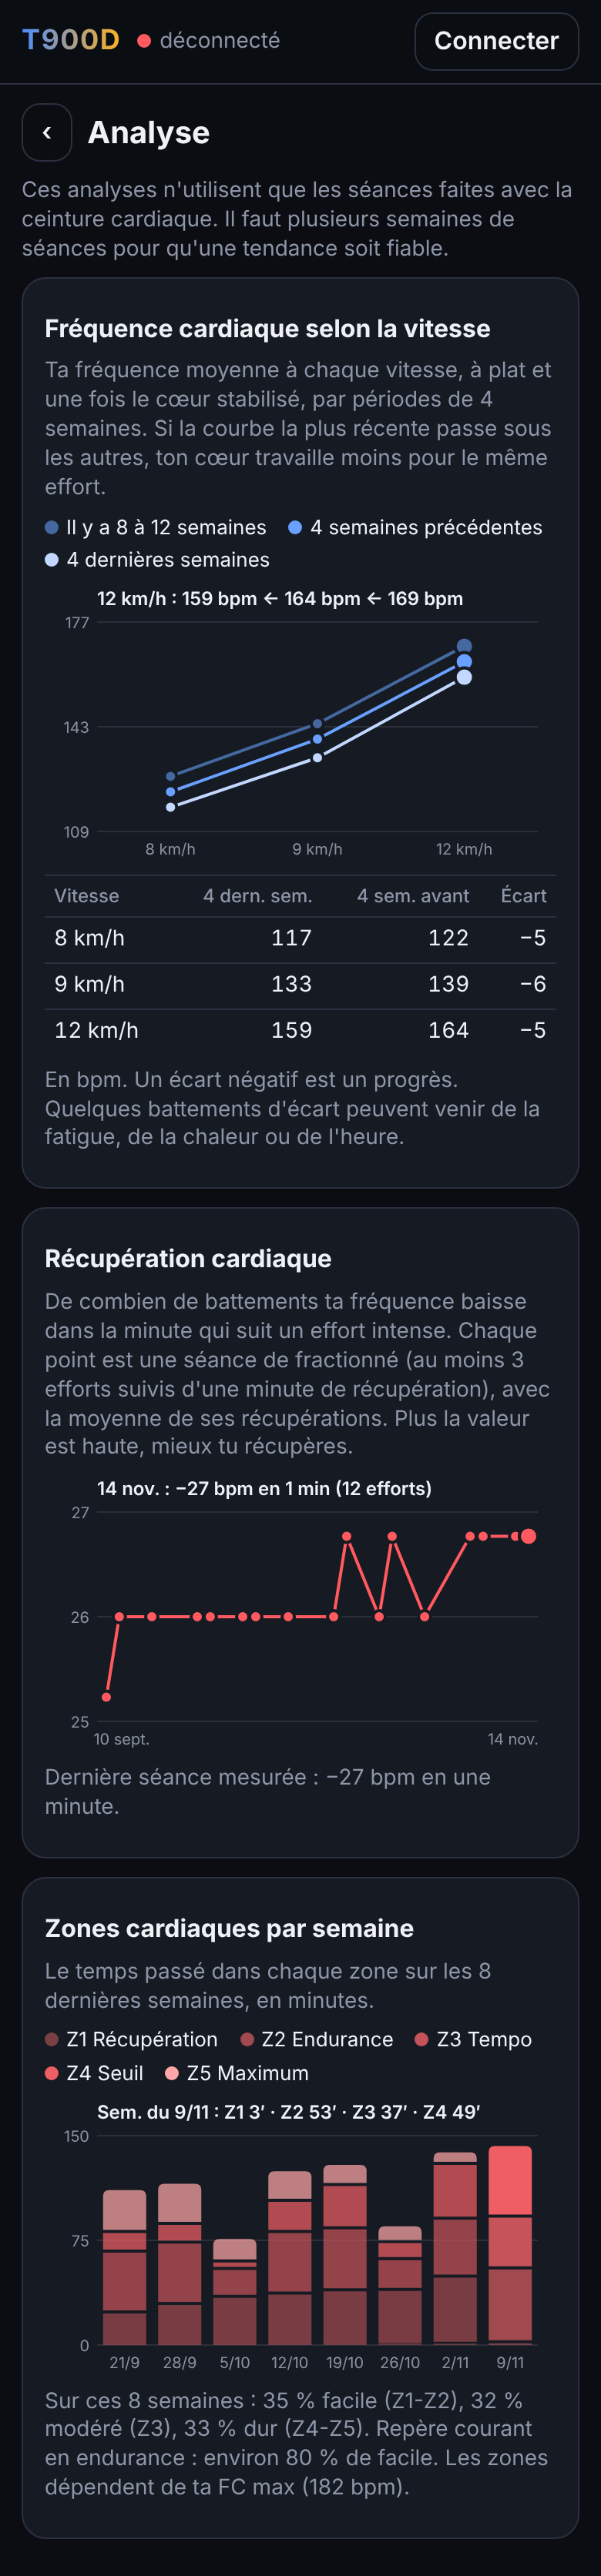 T900D déconnecté Connecter
‹ Analyse
Ces analyses n'utilisent que les séances faites avec la
ceinture cardiaque. Il faut plusieurs semaines de
séances pour qu'une tendance soit fiable.
Fréquence cardiaque selon la vitesse
Ta fréquence moyenne à chaque vitesse, à plat et
une fois le cœur stabilisé, par périodes de 4
semaines. Si la courbe la plus récente passe sous
les autres, ton cœur travaille moins pour le même
effort.
Il y a 8 à 12 semaines 4 semaines précédentes
4 dernières semaines
12 km/h : 159 bpm ← 164 bpm ← 169 bpm
177
143
109
8 km/h 9 km/h 12 km/h
Vitesse 4 dern. sem. 4 sem. avant Écart
8 km/h 117 122 −5
9 km/h 133 139 −6
12 km/h 159 164 −5
En bpm. Un écart négatif est un progrès.
Quelques battements d'écart peuvent venir de la
fatigue, de la chaleur ou de l'heure.
Récupération cardiaque
De combien de battements ta fréquence baisse
dans la minute qui suit un effort intense. Chaque
point est une séance de fractionné (au moins 3
efforts suivis d'une minute de récupération), avec
la moyenne de ses récupérations. Plus la valeur
est haute, mieux tu récupères.
14 nov. : −27 bpm en 1 min (12 efforts)
27
26
25
10 sept. 14 nov.
Dernière séance mesurée : −27 bpm en une
minute.
Zones cardiaques par semaine
Le temps passé dans chaque zone sur les 8
dernières semaines, en minutes.
Z1 Récupération Z2 Endurance Z3 Tempo
Z4 Seuil Z5 Maximum
Sem. du 9/11 : Z1 3′ · Z2 53′ · Z3 37′ · Z4 49′
150
75
0
21/9 28/9 5/10 12/10 19/10 26/10 2/11 9/11
Sur ces 8 semaines : 35 % facile (Z1-Z2), 32 %
modéré (Z3), 33 % dur (Z4-Z5). Repère courant
en endurance : environ 80 % de facile. Les zones
dépendent de ta FC max (182 bpm).